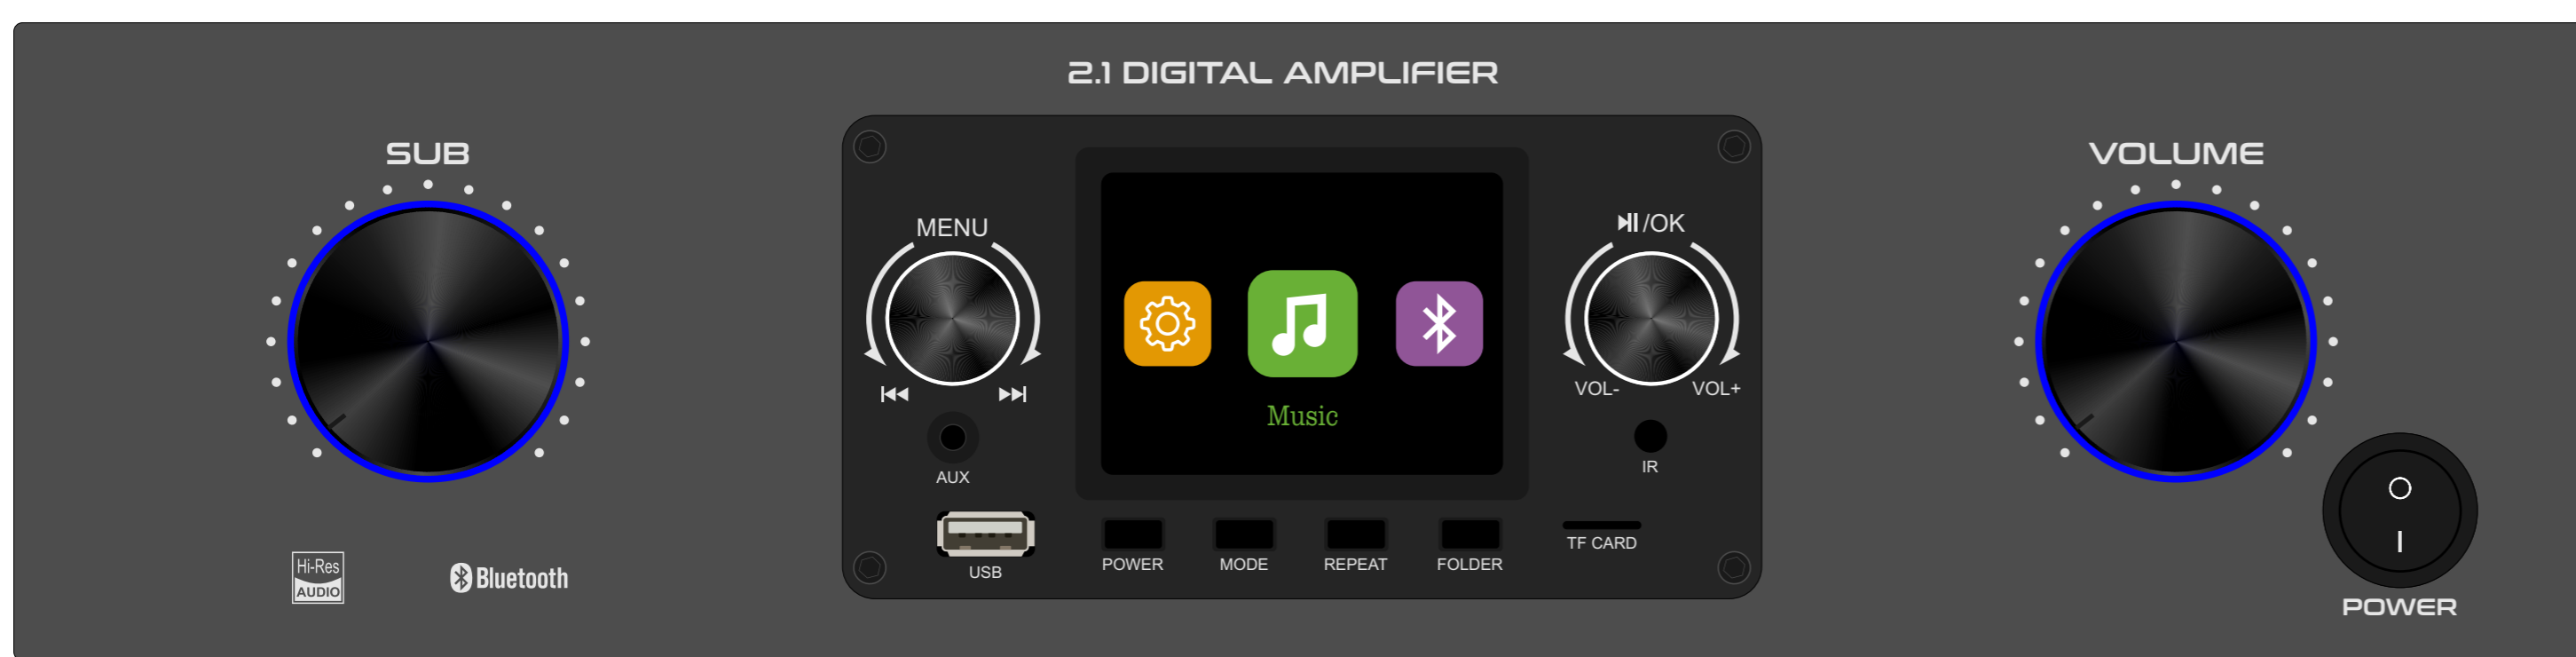 2.1 DIGITAL AMPLIFIER
SUB
VOLUME
MENU
/OK
VOL-
VOL+
Music
AUX
IR
USB
POWER
MODE
REPEAT
FOLDER
TF CARD
Hi-Res
AUDIO
Bluetooth
POWER